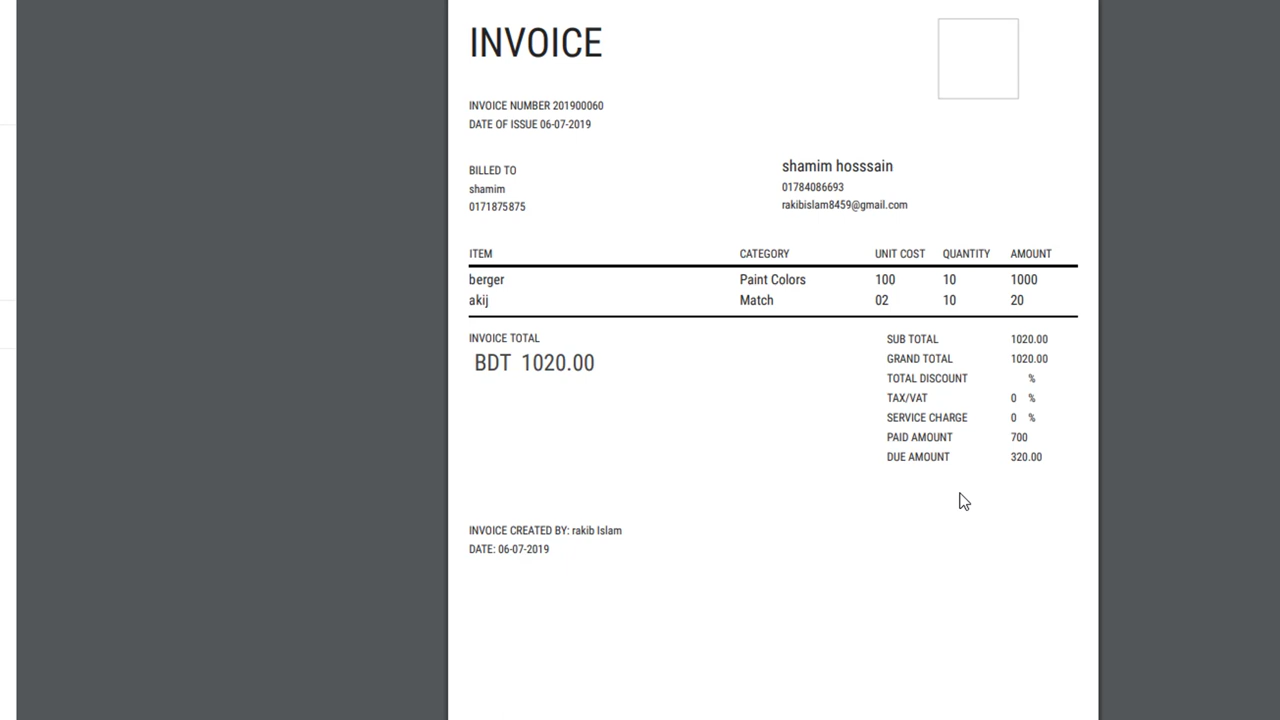 INVOICE
INVOICE NUMBER 201900060
DATE OF ISSUE 06-07-2019
BILLED TO
shamim
0171875875
shamim hosssain
01784086693
rakibislam8459@gmail.com
ITEM CATEGORY UNIT COST QUANTITY AMOUNT
berger Paint Colors 100 10 1000
akij Match 02 10 20
INVOICE TOTAL
BDT 1020.00
SUB TOTAL 1020.00
GRAND TOTAL 1020.00
TOTAL DISCOUNT %
TAX/VAT 0 %
SERVICE CHARGE 0 %
PAID AMOUNT 700
DUE AMOUNT 320.00
INVOICE CREATED BY: rakib Islam
DATE: 06-07-2019